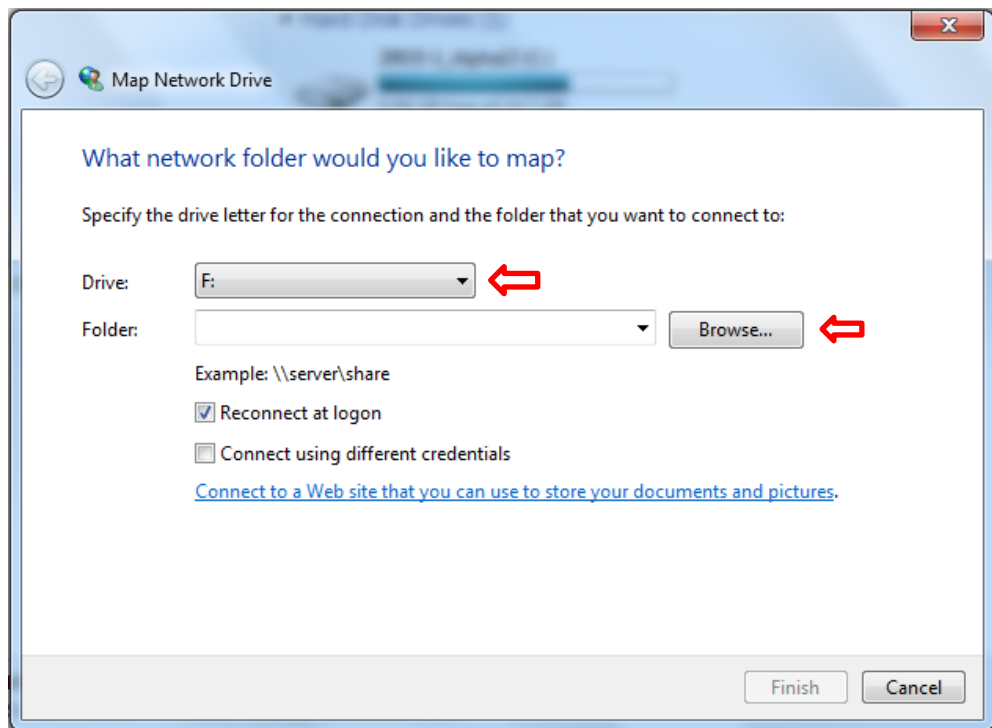 Map Network Drive
What network folder would you like to map?
Specify the drive letter for the connection and the folder that you want to connect to:
Drive: F:
Folder: Browse...
Example: \\server\share
Reconnect at logon
Connect using different credentials
Connect to a Web site that you can use to store your documents and pictures.
Finish Cancel